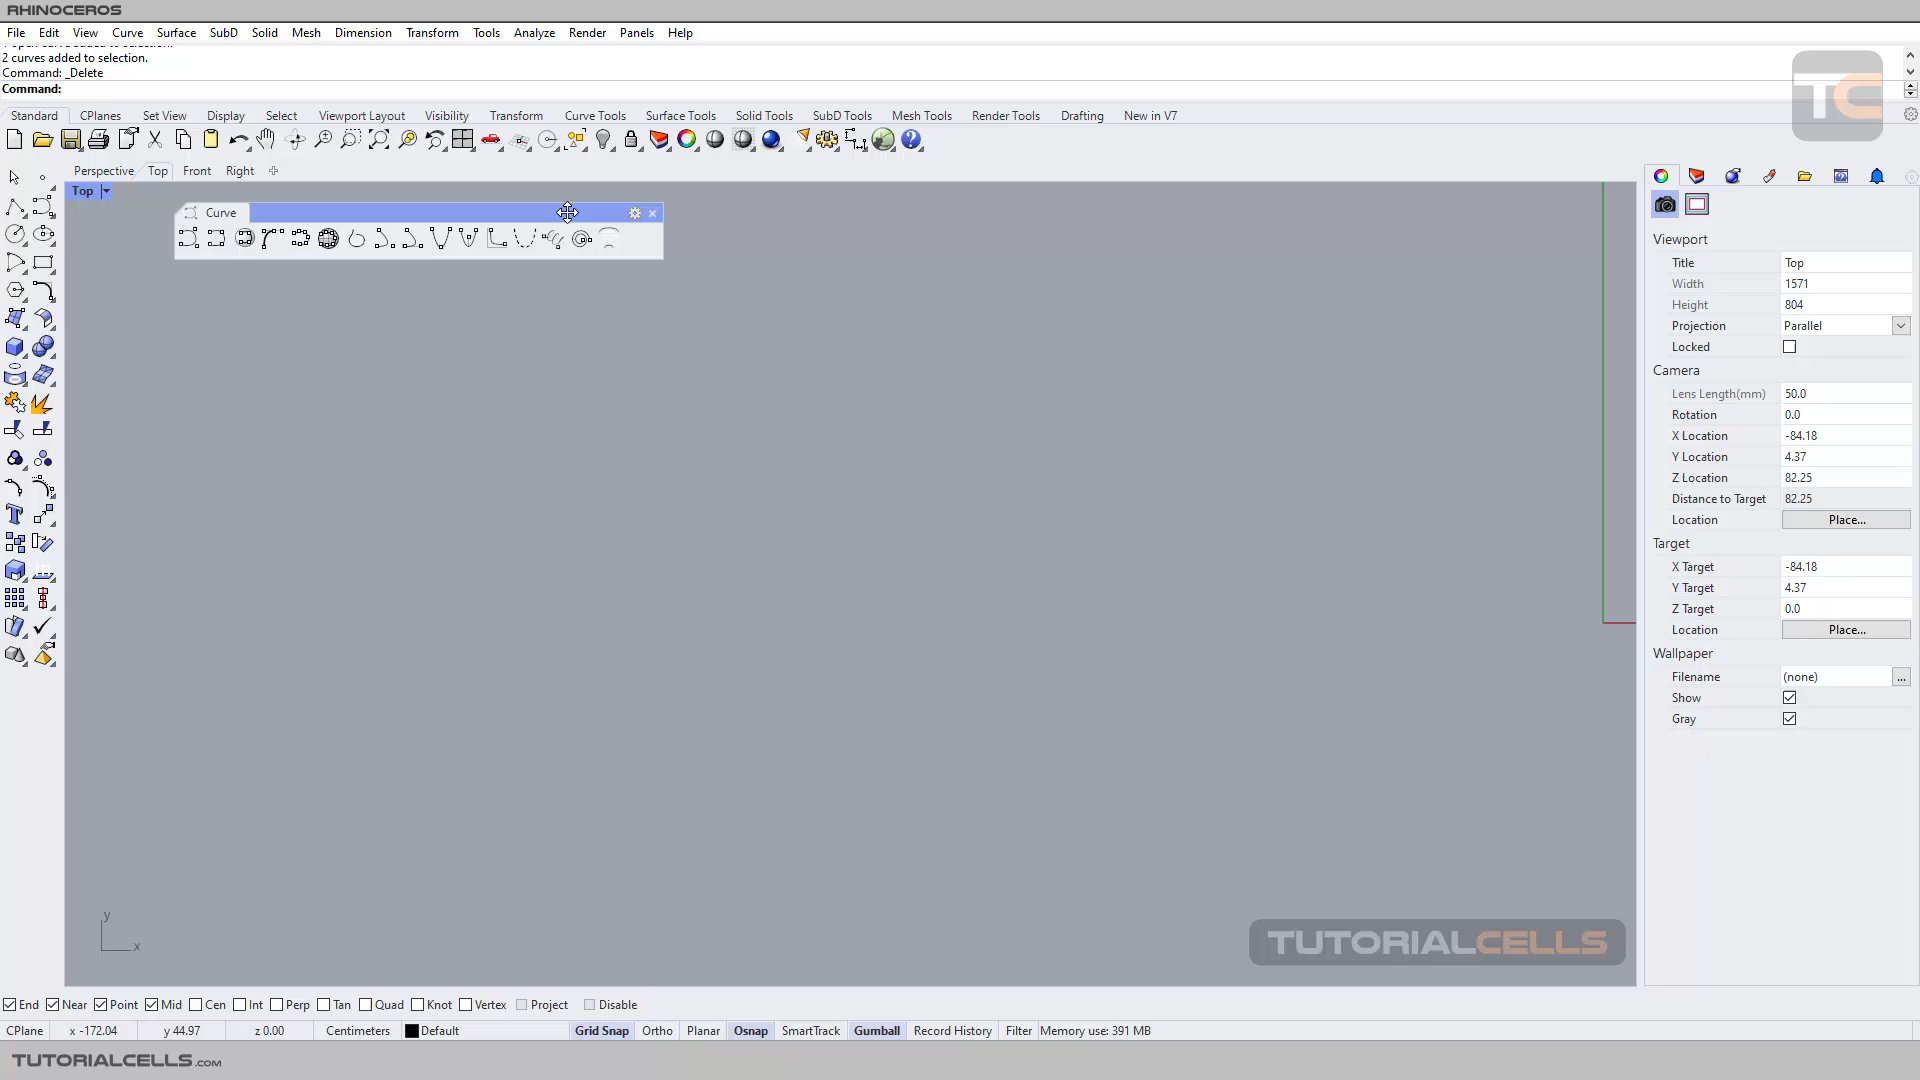 RHINOCEROS
File Edit View Curve Surface SubD Solid Mesh Dimension Transform Tools Analyze Render Panels Help
2 curves added to selection.
Command: _Delete
Command:
TC
Standard CPlanes Set View Display Select Viewport Layout Visibility Transform Curve Tools Surface Tools Solid Tools SubD Tools Mesh Tools Render Tools Drafting New in V7
Perspective Top Front Right
Top
Curve
Viewport
Title Top
Width 1571
Height 804
Projection Parallel
Locked
Camera
Lens Length(mm) 50.0
Rotation 0.0
X Location -84.18
Y Location 4.37
Z Location 82.25
Distance to Target 82.25
Location Place...
Target
X Target -84.18
Y Target 4.37
Z Target 0.0
Location Place...
Wallpaper
Filename (none) ...
Show
Gray
y
x
TUTORIALCELLS
End Near Point Mid Cen Int Perp Tan Quad Knot Vertex Project Disable
CPlane x -172.04 y 44.97 z 0.00 Centimeters Default Grid Snap Ortho Planar Osnap SmartTrack Gumball Record History Filter Memory use: 391 MB
TUTORIALCELLS.COM